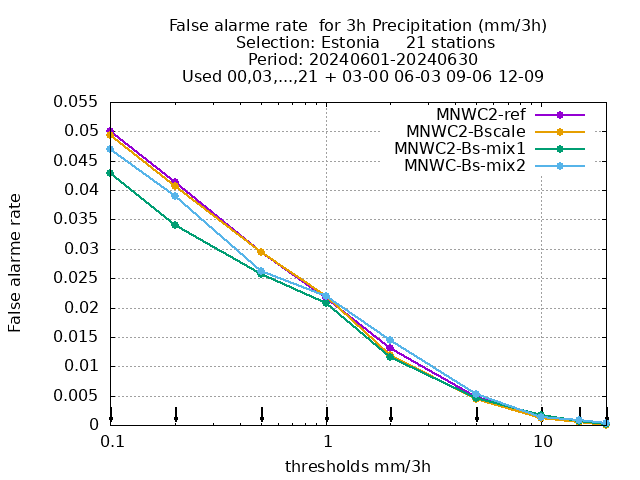 False alarme rate  for 3h Precipitation (mm/3h)
Selection: Estonia     21 stations
Period: 20240601-20240630
Used 00,03,...,21 + 03-00 06-03 09-06 12-09
MNWC2-ref
MNWC2-Bscale
MNWC2-Bs-mix1
MNWC-Bs-mix2
False alarme rate
0.055
0.05
0.045
0.04
0.035
0.03
0.025
0.02
0.015
0.01
0.005
0
0.1
1
10
thresholds mm/3h